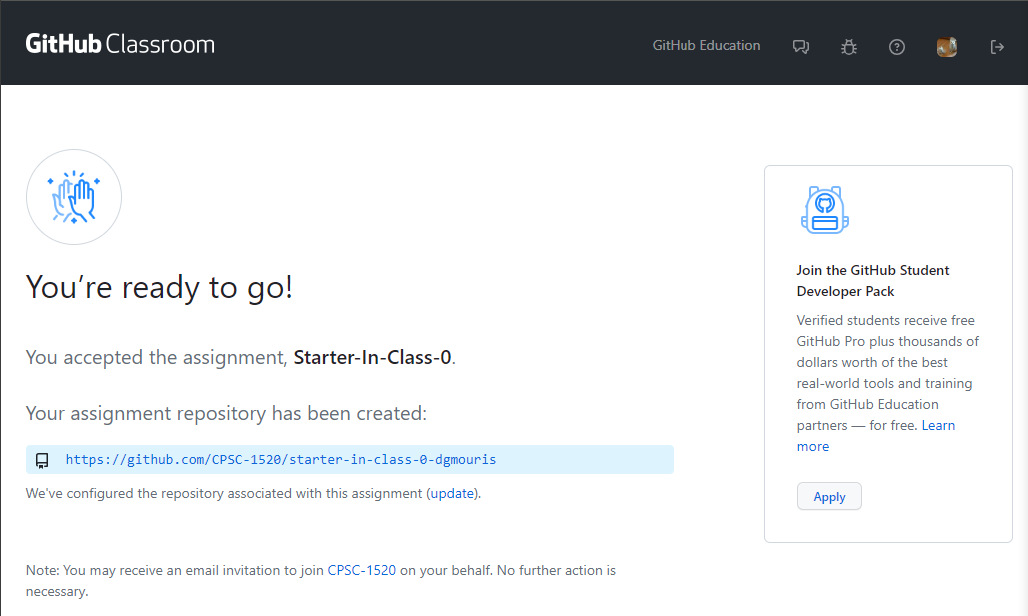 GitHub Classroom
GitHub Education
You're ready to go!
You accepted the assignment, Starter-In-Class-0.
Your assignment repository has been created:
https://github.com/CPSC-1520/starter-in-class-0-dgmouris
We've configured the repository associated with this assignment (update).
Note: You may receive an email invitation to join CPSC-1520 on your behalf. No further action is
necessary.
Join the GitHub Student
Developer Pack
Verified students receive free
GitHub Pro plus thousands of
dollars worth of the best
real-world tools and training
from GitHub Education
partners — for free. Learn
more
Apply